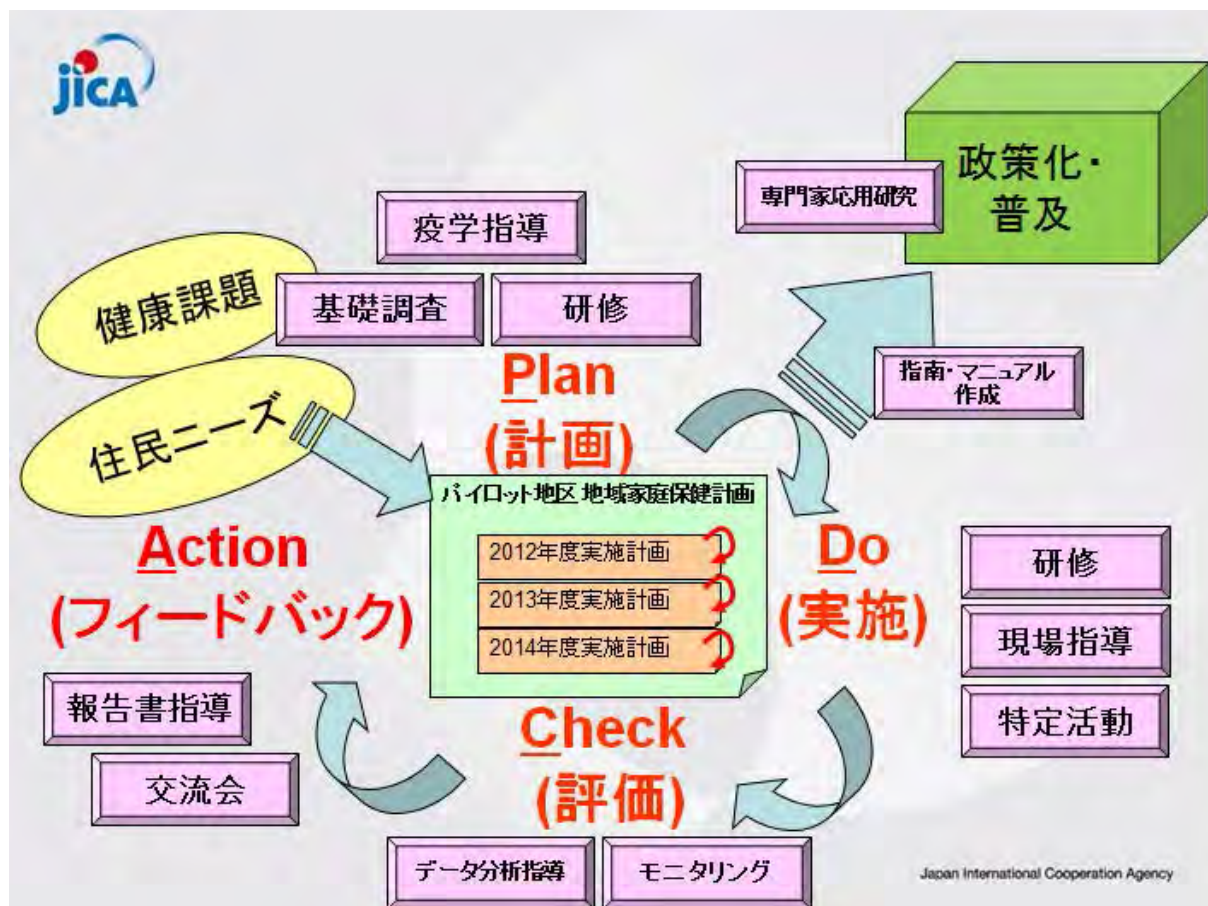 jICA
政策化・
普及
専門家応用研究
疫学指導
健康課題
基礎調査
研修
指南・マニュアル
作成
Plan
(計画)
住民ニーズ
パイロット地区 地域家庭保健計画
2012年度実施計画
2013年度実施計画
2014年度実施計画
Action
(フィードバック)
Do
(実施)
研修
現場指導
特定活動
報告書指導
交流会
Check
(評価)
データ分析指導
モニタリング
Japan International Cooperation Agency